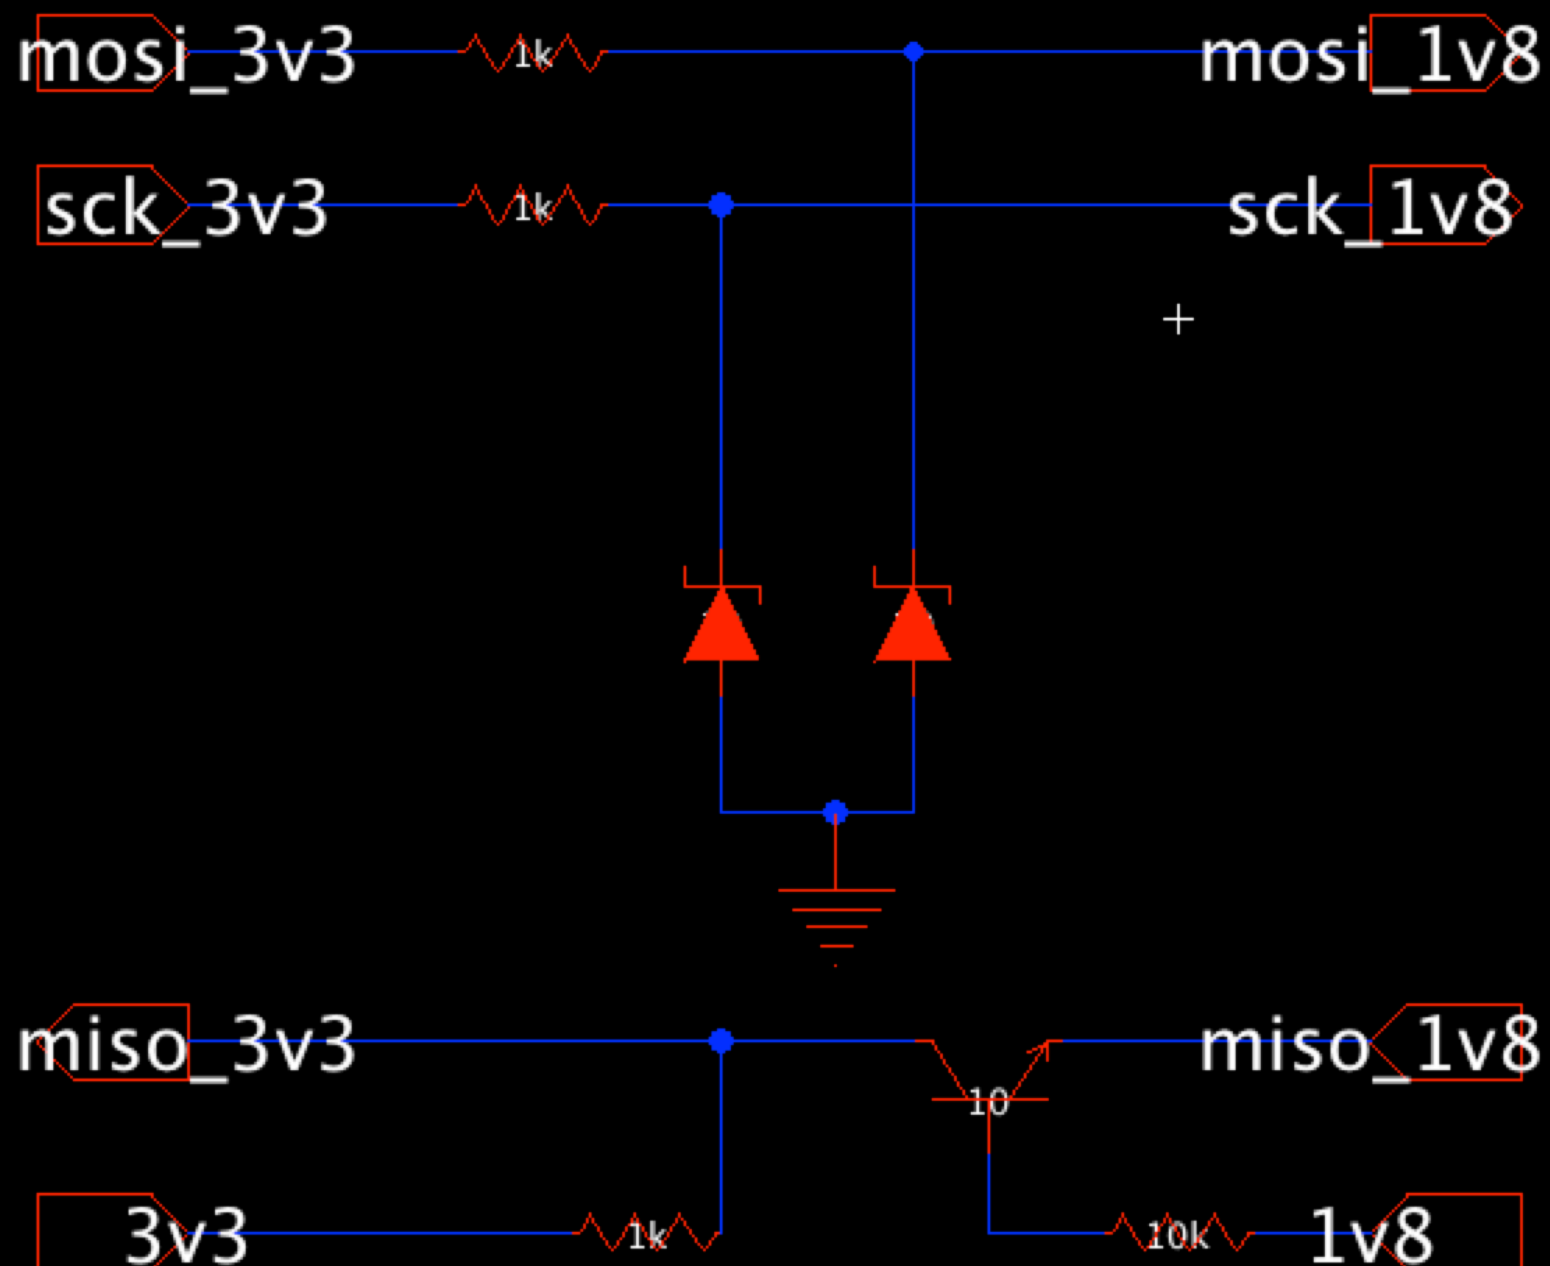 mosi_3v3 1k mosi_1v8
sck_3v3 1k sck_1v8
miso_3v3 miso_1v8
10
3v3 1k 10k 1v8